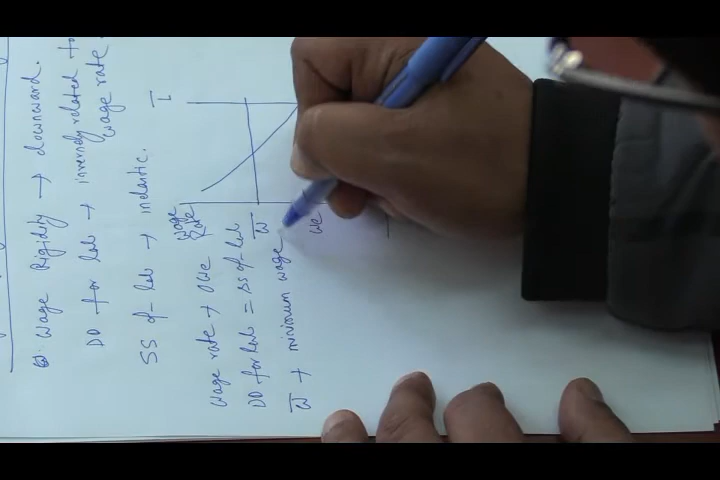 Wage Rigidity → downward.
DD for lab → inversely related to
wage rate.
SS of lab → inelastic.
L̅
Wage
Rate
W̅
We
Wage rate → OWe
DD for lab = SS of lab
W̅ → minimum wage